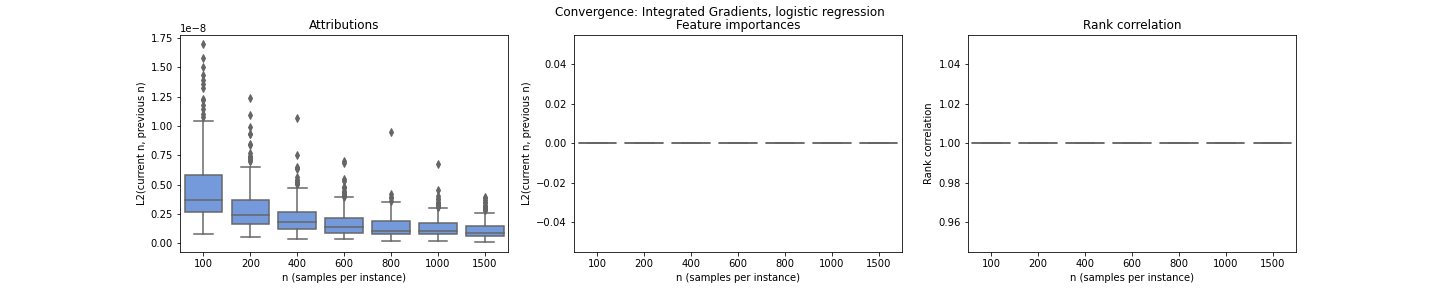 Convergence: Integrated Gradients, logistic regression
Attributions
1e−8
1.75
1.50
1.25
1.00
0.75
0.50
0.25
0.00
L2(current n, previous n)
100 200 400 600 800 1000 1500
n (samples per instance)
Feature importances
0.04
0.02
0.00
−0.02
−0.04
L2(current n, previous n)
100 200 400 600 800 1000 1500
n (samples per instance)
Rank correlation
1.04
1.02
1.00
0.98
0.96
Rank correlation
100 200 400 600 800 1000 1500
n (samples per instance)